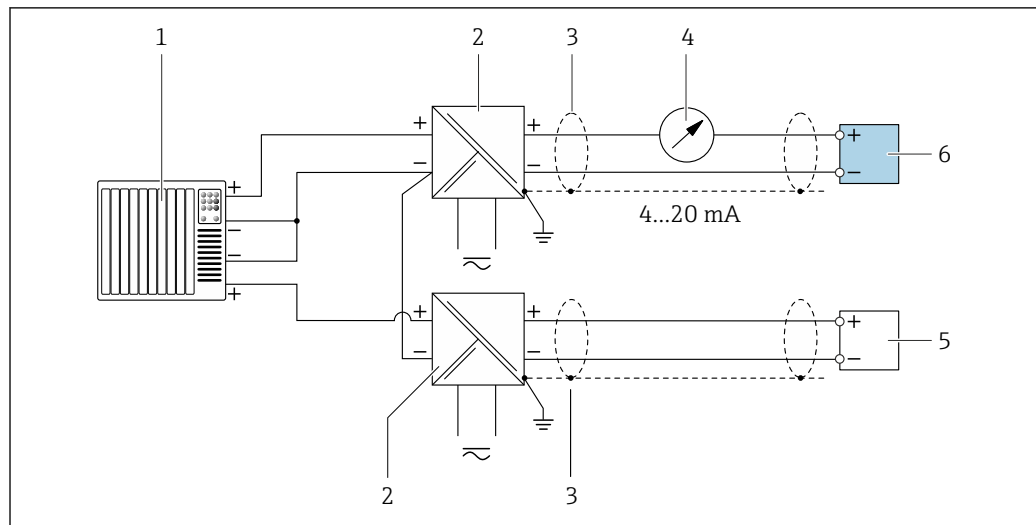 1 2 3 4
+ + +
− − + 6
−
+
−
− 4...20 mA
+
+ + + 5
− − −
2 3